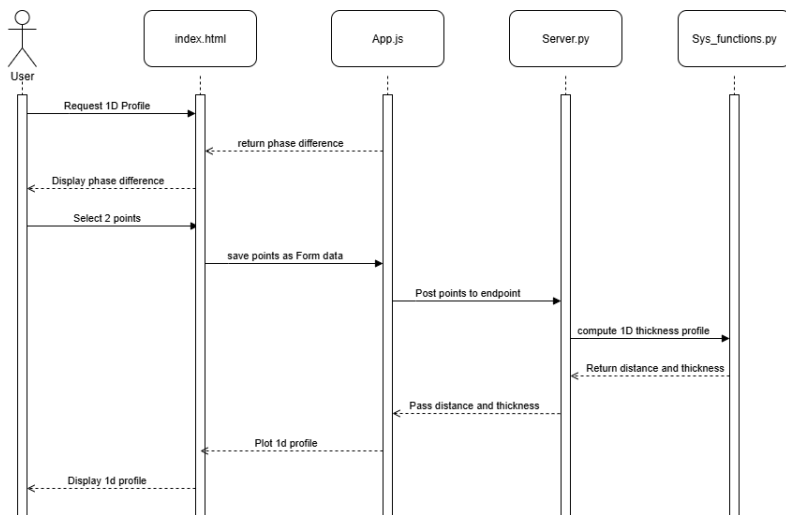 index.html
App.js
Server.py
Sys_functions.py
User
Request 1D Profile
return phase difference
Display phase difference
Select 2 points
save points as Form data
Post points to endpoint
compute 1D thickness profile
Return distance and thickness
Pass distance and thickness
Plot 1d profile
Display 1d profile